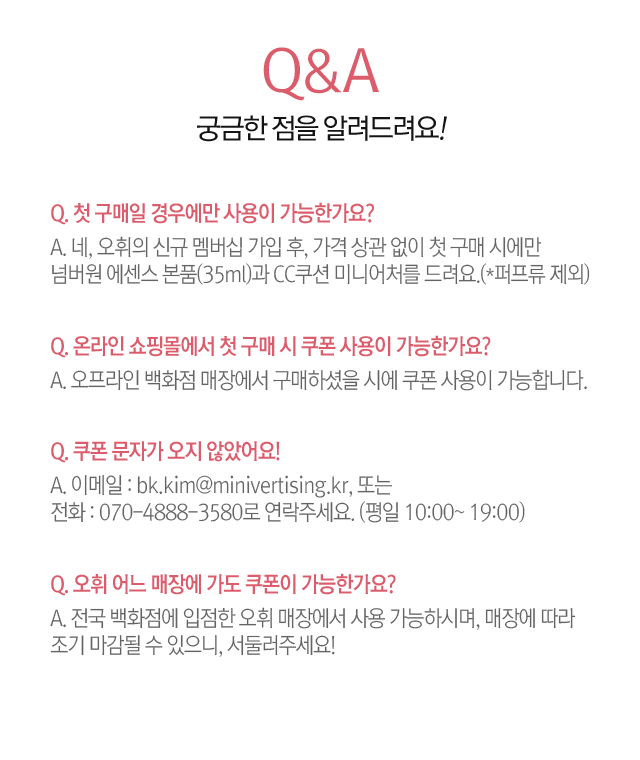 Q&A
궁금한 점을 알려드려요!
Q. 첫 구매일 경우에만 사용이 가능한가요?
A. 네, 오휘의 신규 멤버십 가입 후, 가격 상관 없이 첫 구매 시에만
넘버원 에센스 본품(35ml)과 CC쿠션 미니어처를 드려요.(*퍼프류 제외)
Q. 온라인 쇼핑몰에서 첫 구매 시 쿠폰 사용이 가능한가요?
A. 오프라인 백화점 매장에서 구매하셨을 시에 쿠폰 사용이 가능합니다.
Q. 쿠폰 문자가 오지 않았어요!
A. 이메일 : bk.kim@minivertising.kr, 또는
전화 : 070-4888-3580로 연락주세요. (평일 10:00~ 19:00)
Q. 오휘 어느 매장에 가도 쿠폰이 가능한가요?
A. 전국 백화점에 입점한 오휘 매장에서 사용 가능하시며, 매장에 따라
조기 마감될 수 있으니, 서둘러주세요!